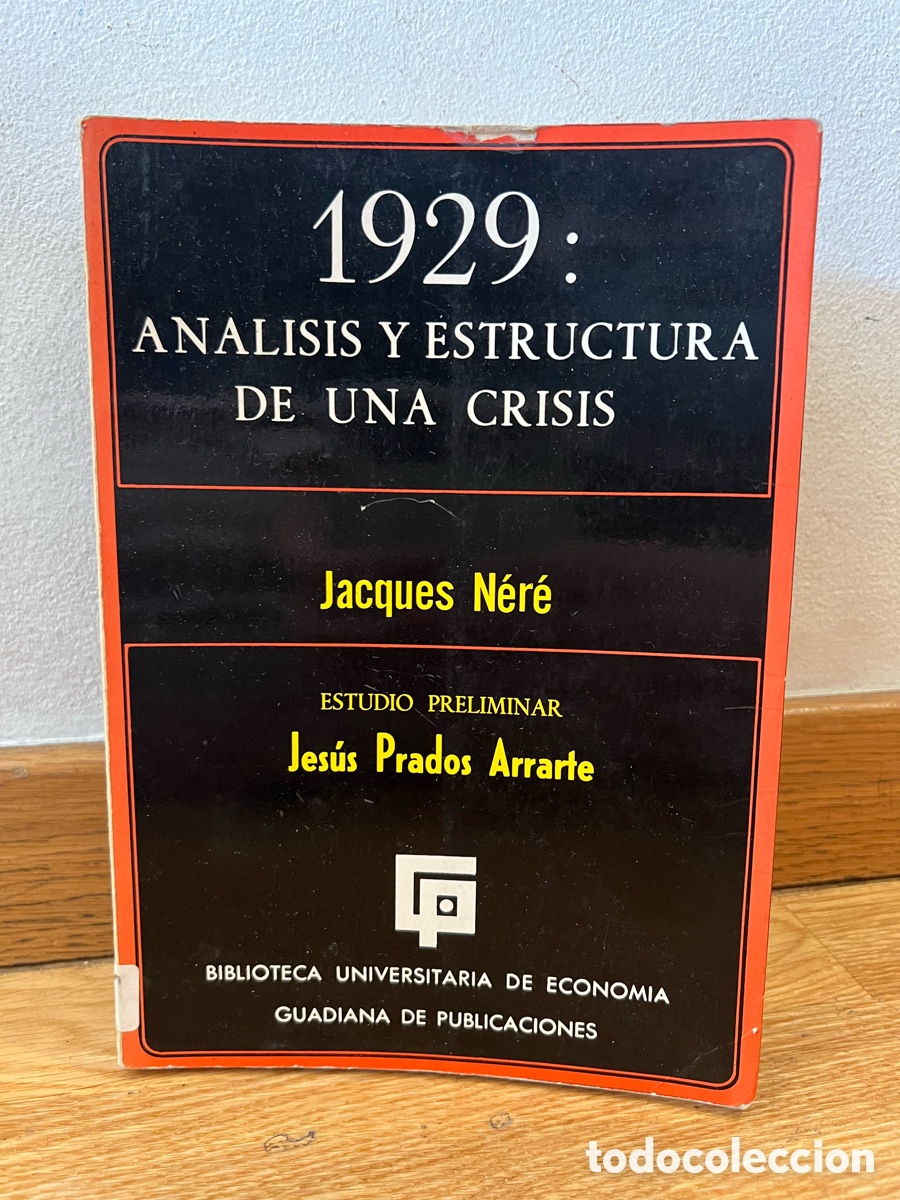 1929:
ANALISIS Y ESTRUCTURA
DE UNA CRISIS
Jacques Néré
ESTUDIO PRELIMINAR
Jesús Prados Arrarte
BIBLIOTECA UNIVERSITARIA DE ECONOMIA
GUADIANA DE PUBLICACIONES
todocoleccion